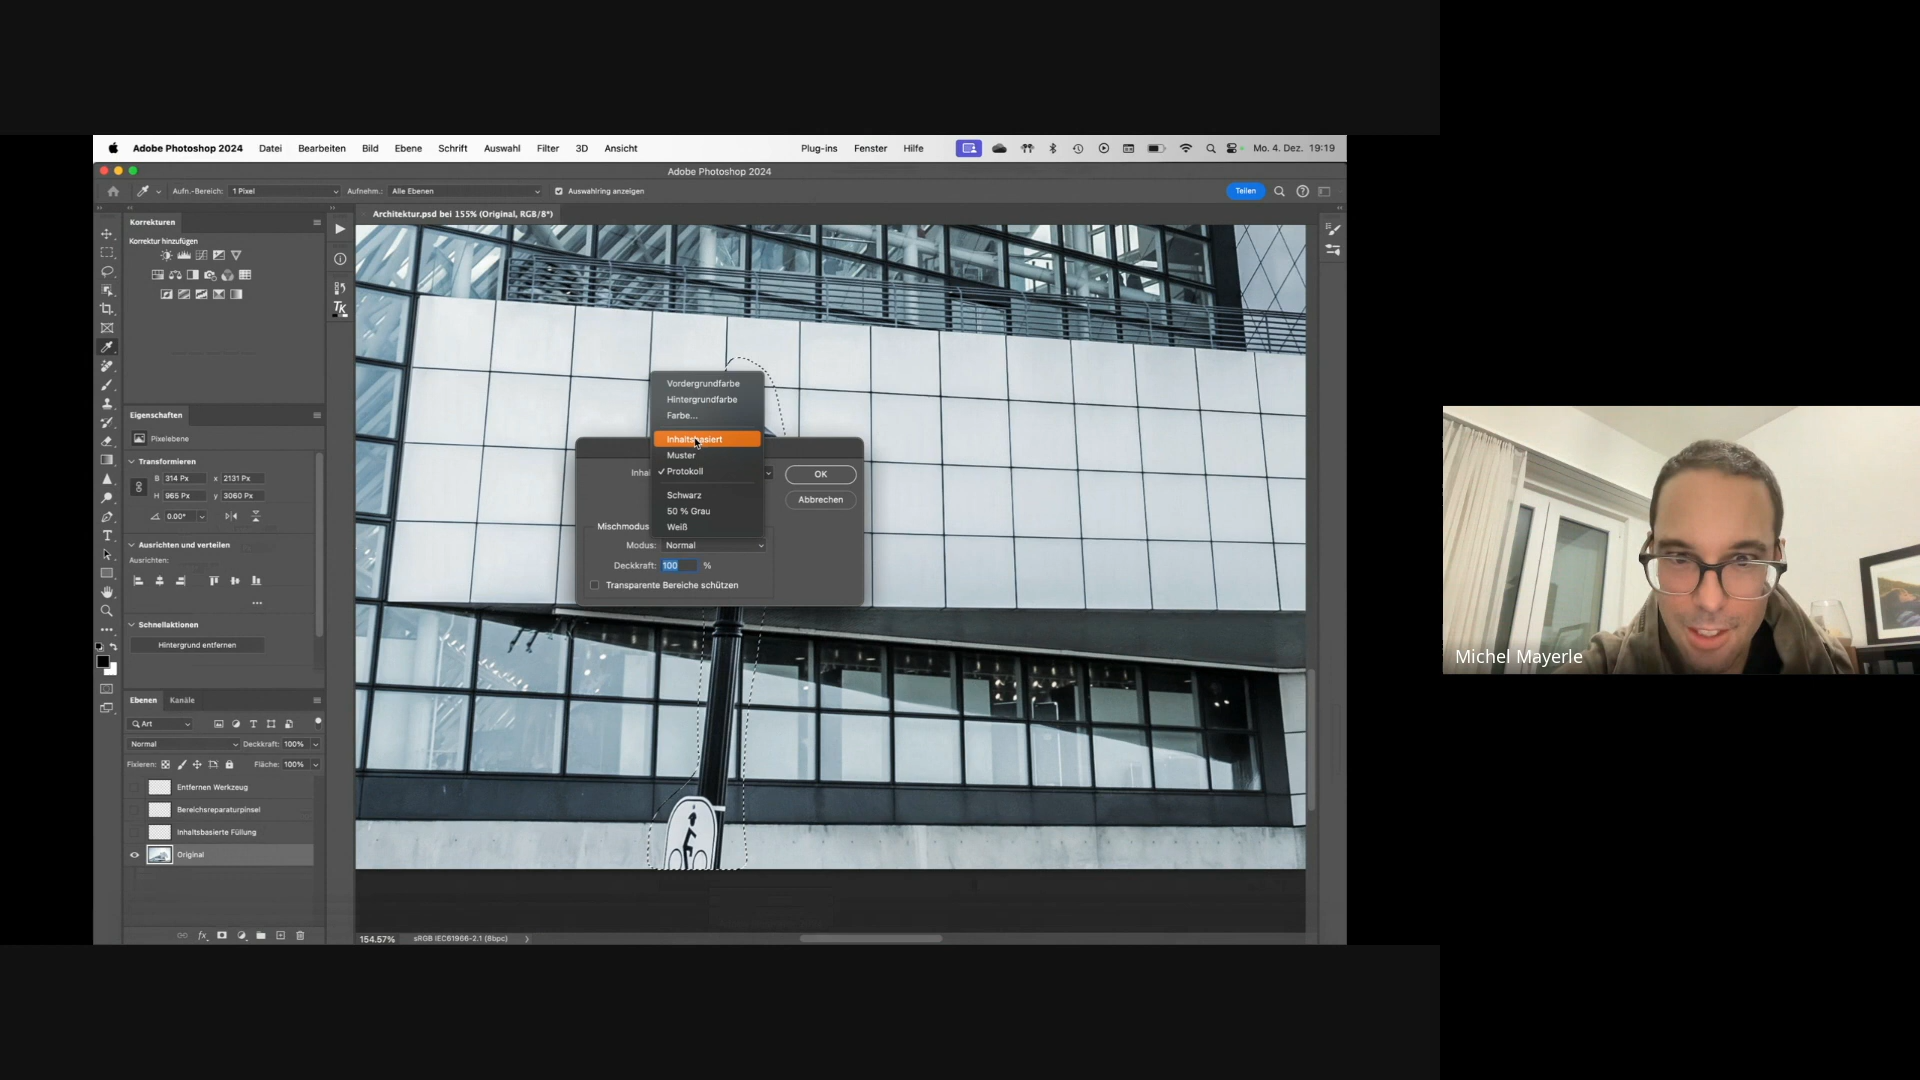 Adobe Photoshop 2024 Datei Bearbeiten Bild Ebene Schrift Auswahl Filter 3D Ansicht Plug-ins Fenster Hilfe Mo. 4. Dez. 19:19
Adobe Photoshop 2024
Aufn.-Bereich: 1 Pixel Aufnehm.: Alle Ebenen Auswahlring anzeigen Teilen
Architektur.psd bei 155% (Original, RGB/8*)
Korrekturen
Korrektur hinzufügen
TK
Eigenschaften
Pixelebene
Transformieren
B 314 Px x 2131 Px
H 965 Px y 3060 Px
0.00°
Ausrichten und verteilen
Ausrichten:
Schnellaktionen
Hintergrund entfernen
Ebenen Kanäle
Art
Normal Deckkraft: 100%
Fixieren: Fläche: 100%
Entfernen Werkzeug
Bereichsreparaturpinsel
Inhaltsbasierte Füllung
Original
Vordergrundfarbe
Hintergrundfarbe
Farbe...
Inhaltsbasiert
Muster
Protokoll
Schwarz
50 % Grau
Weiß
Inhal
OK
Abbrechen
Mischmodus
Modus: Normal
Deckkraft: 100 %
Transparente Bereiche schützen
154.57% sRGB IEC61966-2.1 (8bpc)
Michel Mayerle